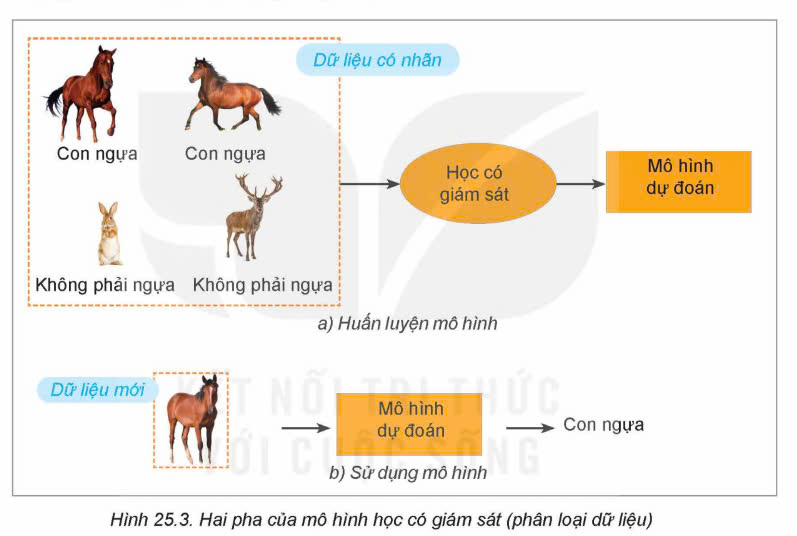 Dữ liệu có nhãn
Con ngựa
Con ngựa
Không phải ngựa
Không phải ngựa
Học có
giám sát
Mô hình
dự đoán
a) Huấn luyện mô hình
Dữ liệu mới
Mô hình
dự đoán
Con ngựa
b) Sử dụng mô hình
KẾT NỐI TRI THỨC
VỚI CUỘC SỐNG
Hình 25.3. Hai pha của mô hình học có giám sát (phân loại dữ liệu)